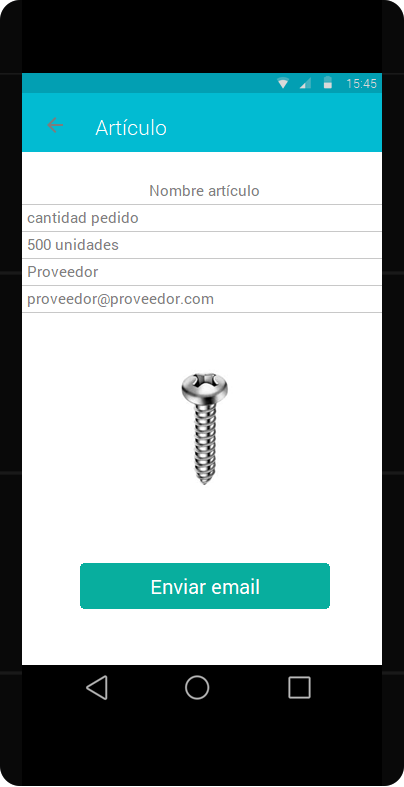 15:45
Artículo
Nombre artículo
cantidad pedido
500 unidades
Proveedor
proveedor@proveedor.com
Enviar email